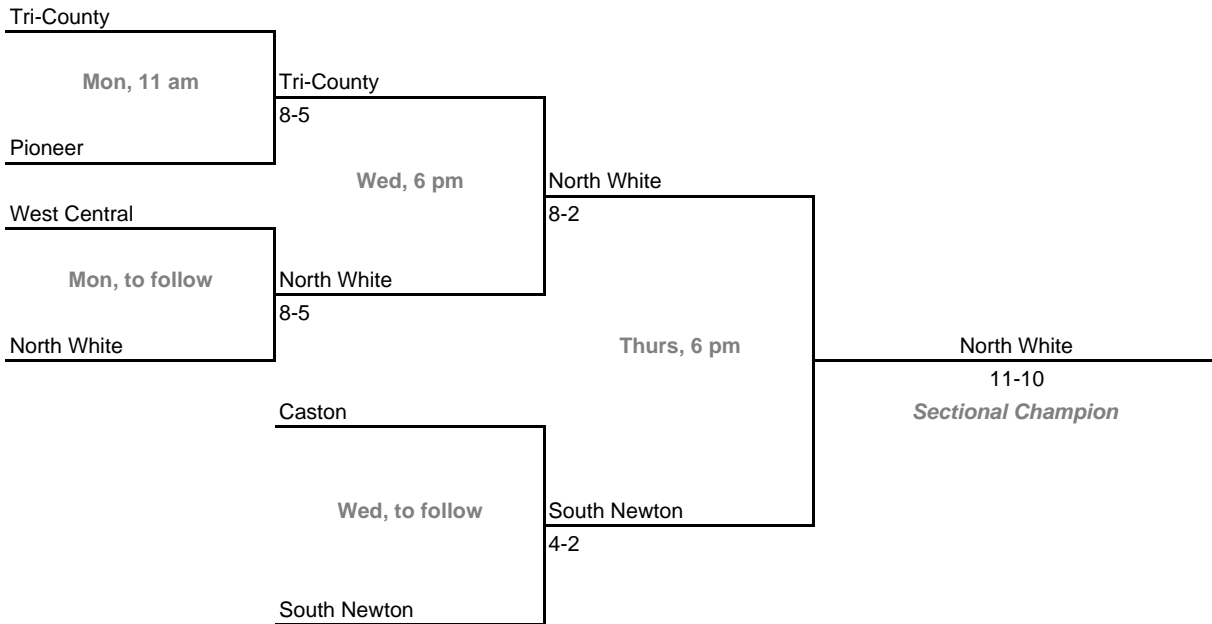 Tri-County
Mon, 11 am
Tri-County
8-5
Pioneer
Wed, 6 pm
North White
West Central
8-2
Mon, to follow
North White
8-5
North White
Thurs, 6 pm
North White
11-10
Caston
Sectional Champion
Wed, to follow
South Newton
4-2
South Newton